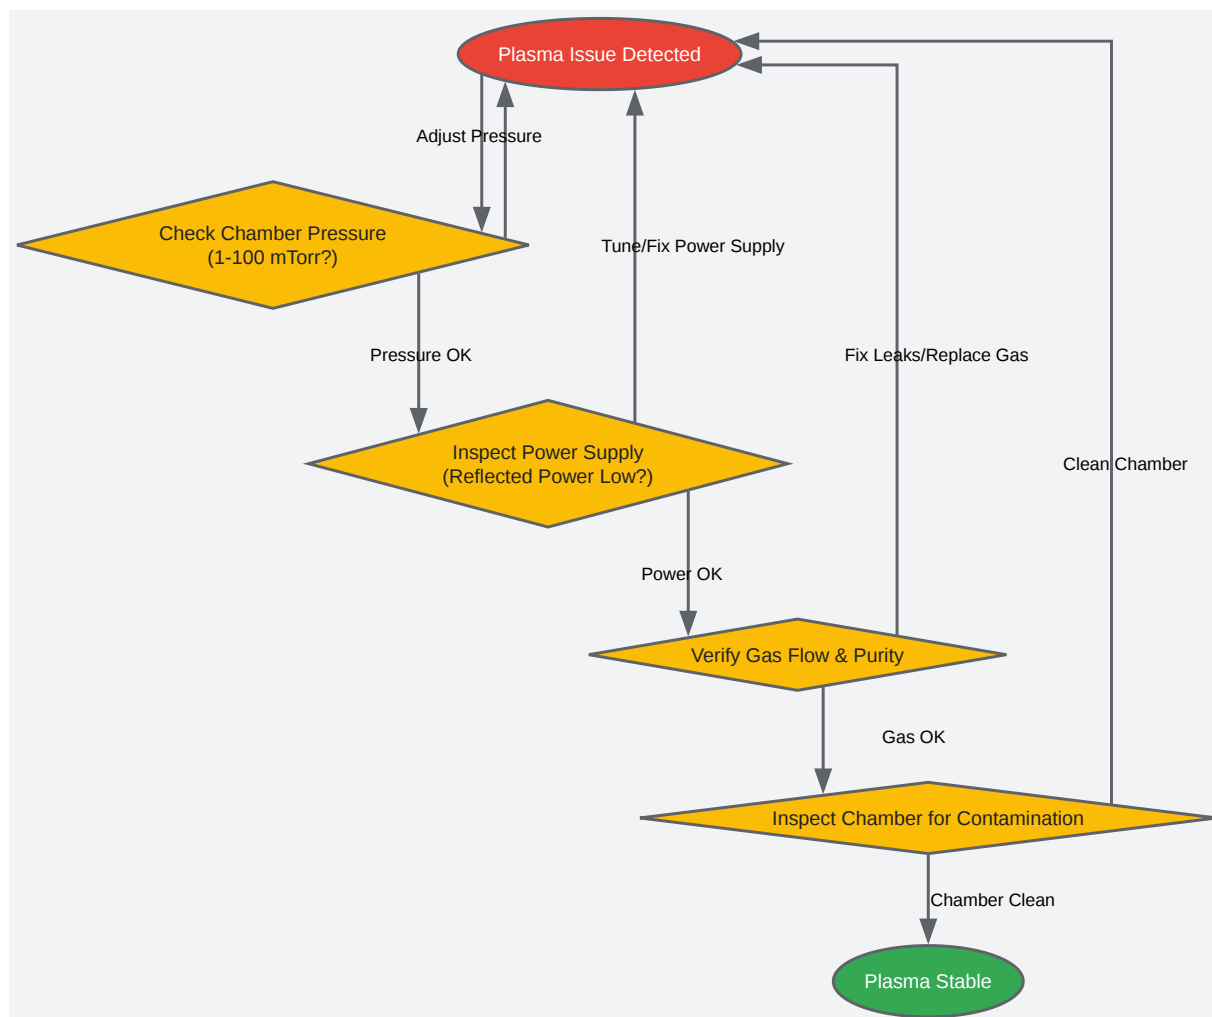 Plasma Issue Detected
Adjust Pressure
Check Chamber Pressure
(1-100 mTorr?)
Tune/Fix Power Supply
Pressure OK
Fix Leaks/Replace Gas
Inspect Power Supply
(Reflected Power Low?)
Clean Chamber
Power OK
Verify Gas Flow & Purity
Gas OK
Inspect Chamber for Contamination
Chamber Clean
Plasma Stable